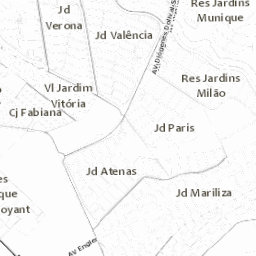 Jd
Verona
Res Jardins
Munique
Jd Valência
Res Jardins
Milão
Vl Jardim
Vitória
Cj Fabiana
Jd Paris
Jd Atenas
Jd Mariliza
es
que
oyant
AV Engler